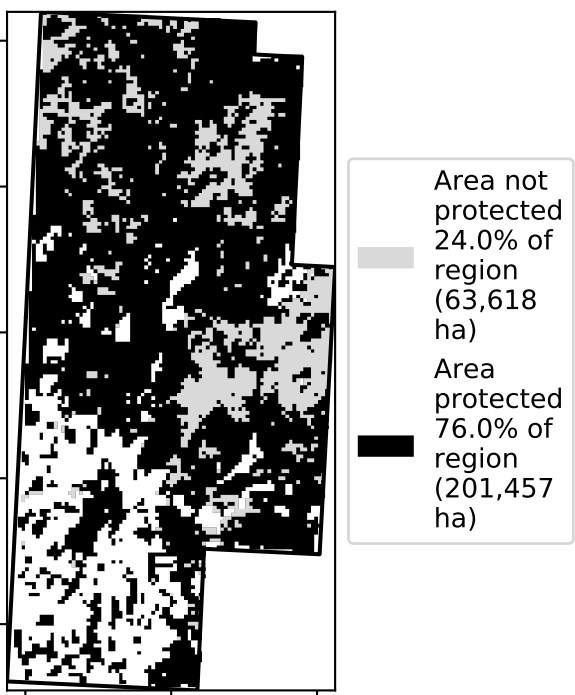 Area not
protected
24.0% of
region
(63,618
ha)
Area
protected
76.0% of
region
(201,457
ha)